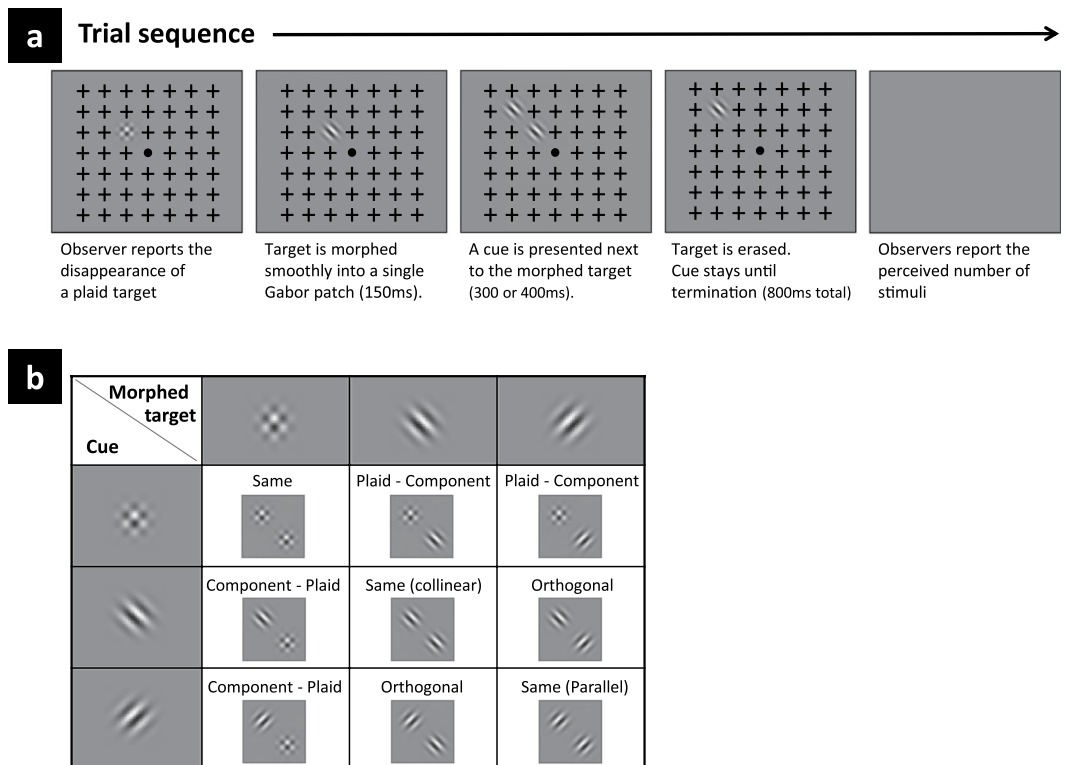 a
Trial sequence
Observer reports the
disappearance of
a plaid target
Target is morphed
smoothly into a single
Gabor patch (150ms).
A cue is presented next
to the morphed target
(300 or 400ms).
Target is erased.
Cue stays until
termination (800ms total)
Observers report the
perceived number of
stimuli
b
Morphed
target
Cue
Same
Plaid - Component
Plaid - Component
Component - Plaid
Same (collinear)
Orthogonal
Component - Plaid
Orthogonal
Same (Parallel)